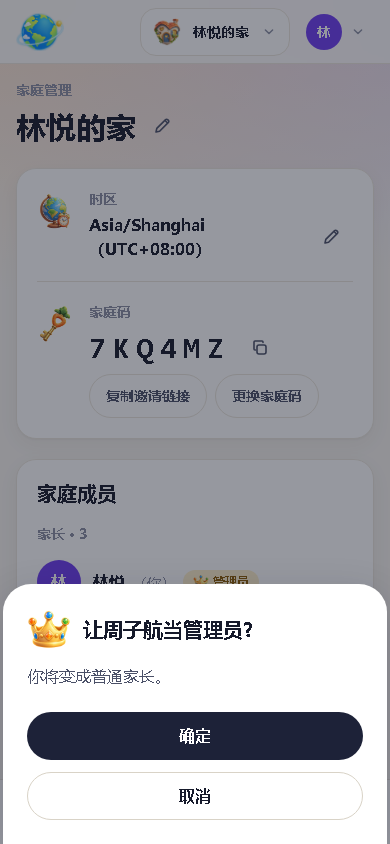 林悦的家
林
家庭管理
林悦的家
时区
Asia/Shanghai
（UTC+08:00）
家庭码
7KQ4MZ
复制邀请链接
更换家庭码
家庭成员
家长 • 3
林
林悦 （你） 管理员
让周子航当管理员?
你将变成普通家长。
确定
取消